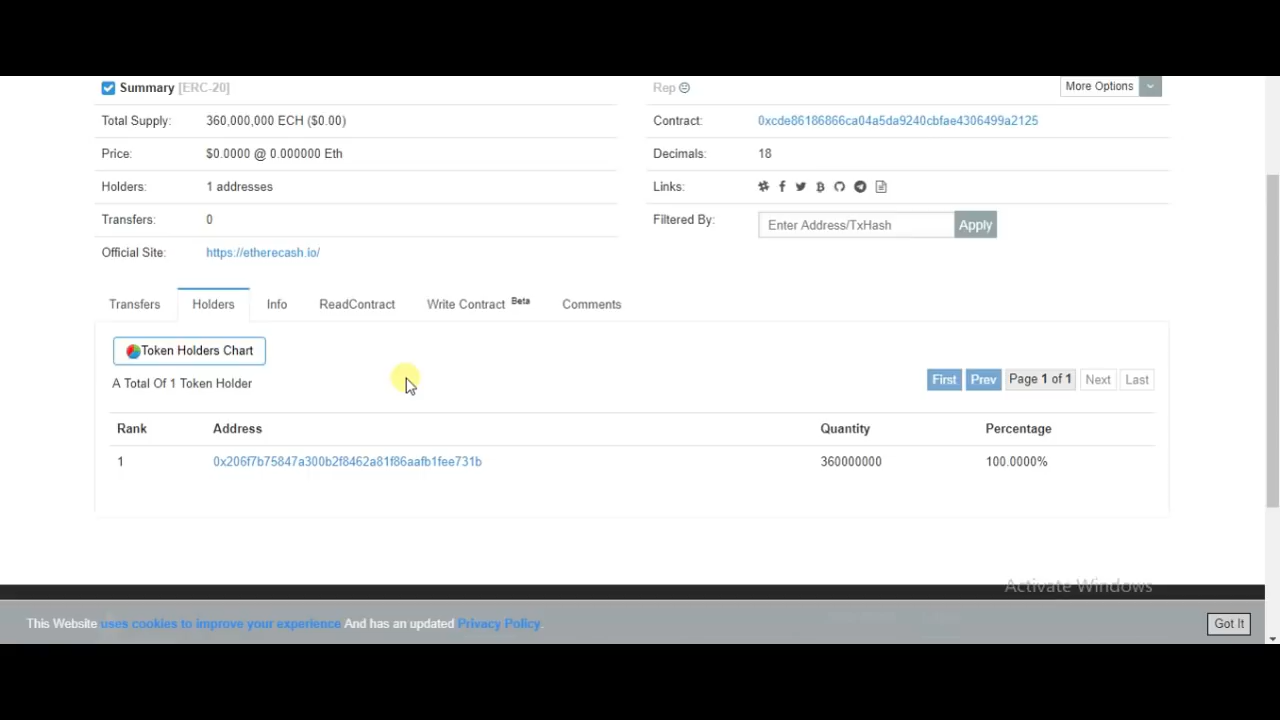 Summary [ERC-20]
Total Supply: 360,000,000 ECH ($0.00)
Price: $0.0000 @ 0.000000 Eth
Holders: 1 addresses
Transfers: 0
Official Site: https://etherecash.io/
Rep
More Options
Contract: 0xcde86186866ca04a5da9240cbfae4306499a2125
Decimals: 18
Links:
Filtered By: Enter Address/TxHash Apply
Transfers Holders Info ReadContract Write Contract Beta Comments
Token Holders Chart
A Total Of 1 Token Holder
First Prev Page 1 of 1 Next Last
Rank Address Quantity Percentage
1 0x206f7b75847a300b2f8462a81f86aafb1fee731b 360000000 100.0000%
Activate Windows
This Website uses cookies to improve your experience And has an updated Privacy Policy.
Got It